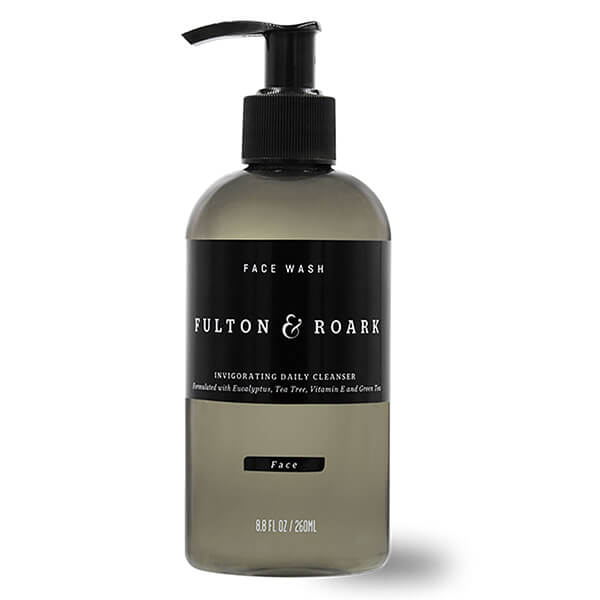 FACE WASH
FULTON & ROARK
INVIGORATING DAILY CLEANSER
Formulated with Eucalyptus, Tea Tree, Vitamin E and Green Tea
Face
8.8 FL OZ / 260ML